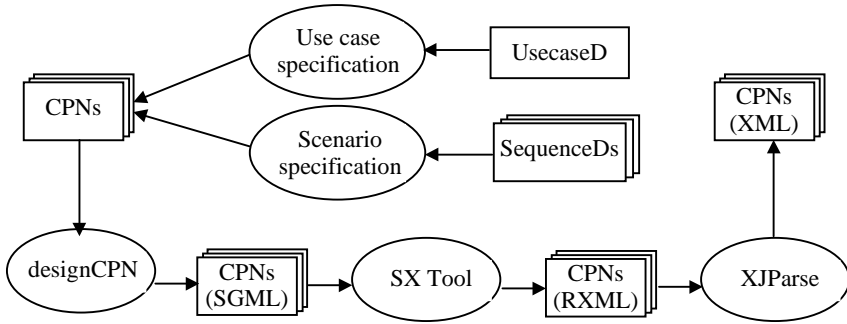 Use case
specification
UsecaseD
CPNs
CPNs
(XML)
Scenario
specification
SequenceDs
designCPN
CPNs
(SGML)
SX Tool
CPNs
(RXML)
XJParse